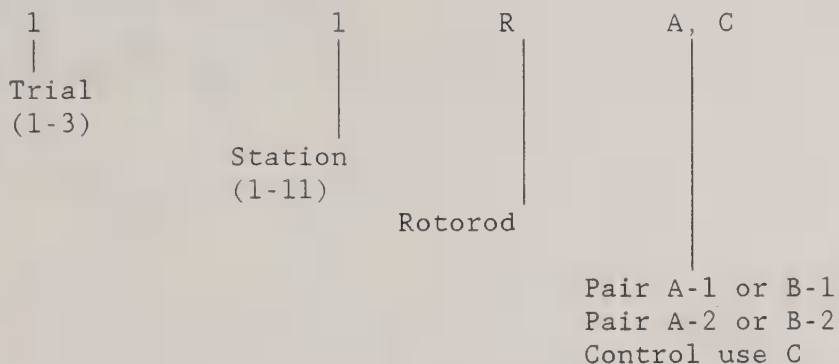 1 1 R A, C
Trial
(1-3)
Station
(1-11)
Rotorod
Pair A-1 or B-1
Pair A-2 or B-2
Control use C